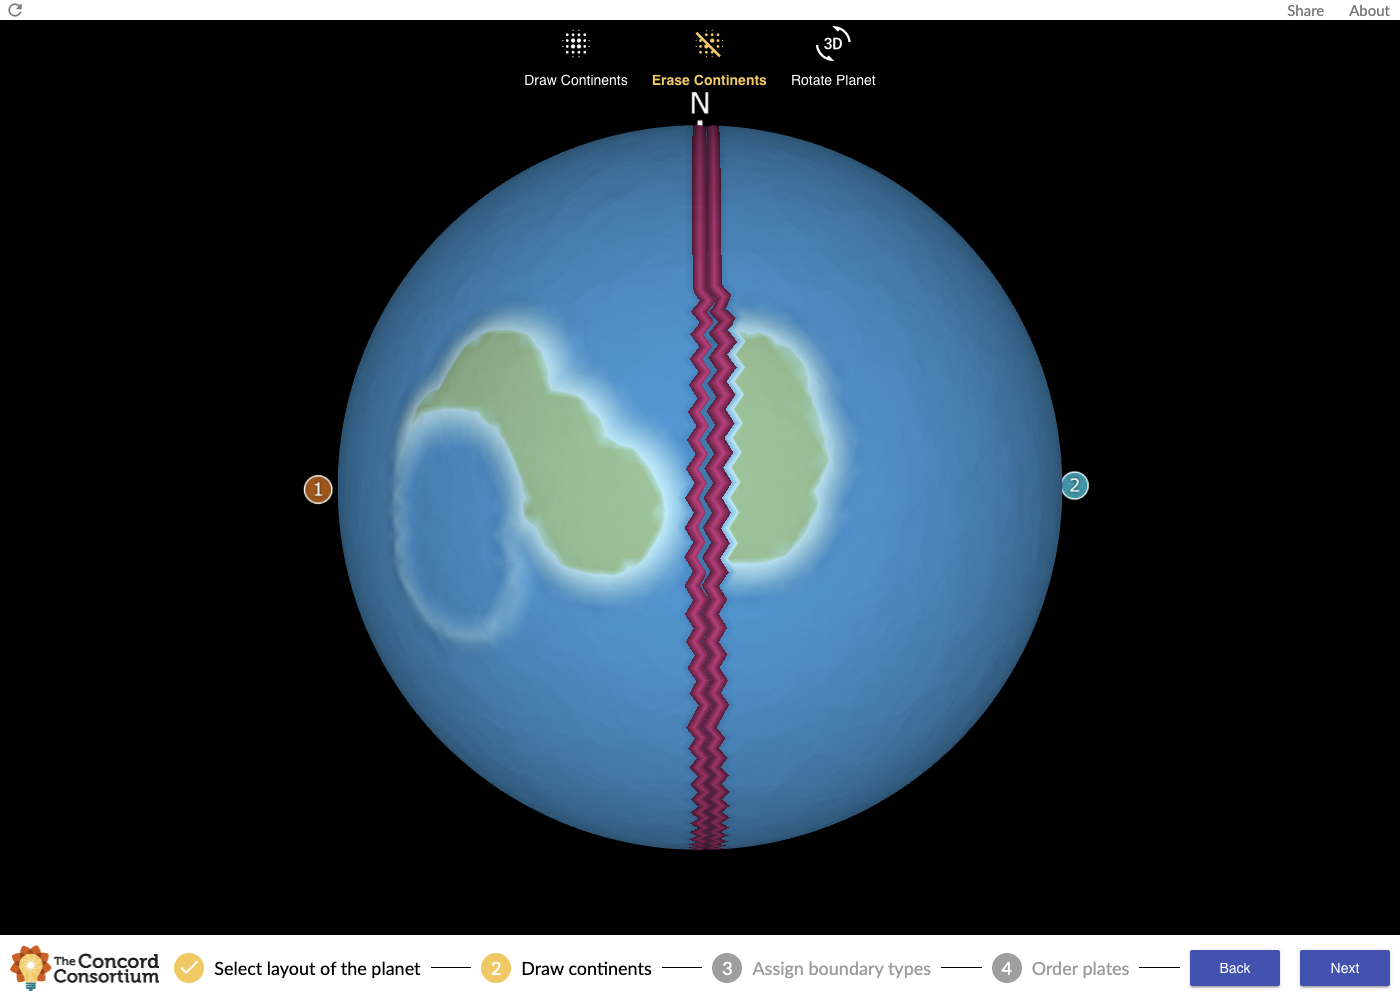 Share About
Draw Continents Erase Continents 3D Rotate Planet
N
1 2
The Concord Consortium Select layout of the planet 2 Draw continents 3 Assign boundary types 4 Order plates Back Next